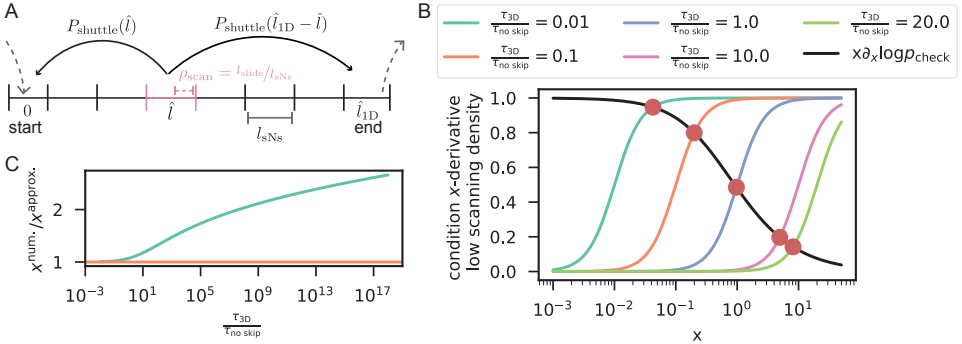 A
P_shuttle(l̂)
P_shuttle(l̂_1D − l̂)
ρ_scan = l_slide/l_sNs
0
l̂
l̂_1D
start
end
l_sNs
C
x^num./x^approx.
2
1
10^−3 10^1 10^5 10^9 10^13 10^17
τ_3D/τ_no skip
B
τ_3D/τ_no skip = 0.01
τ_3D/τ_no skip = 1.0
τ_3D/τ_no skip = 20.0
τ_3D/τ_no skip = 0.1
τ_3D/τ_no skip = 10.0
x∂_x log p_check
condition x-derivative
low scanning density
1.0
0.8
0.6
0.4
0.2
0.0
10^−3 10^−2 10^−1 10^0 10^1
x